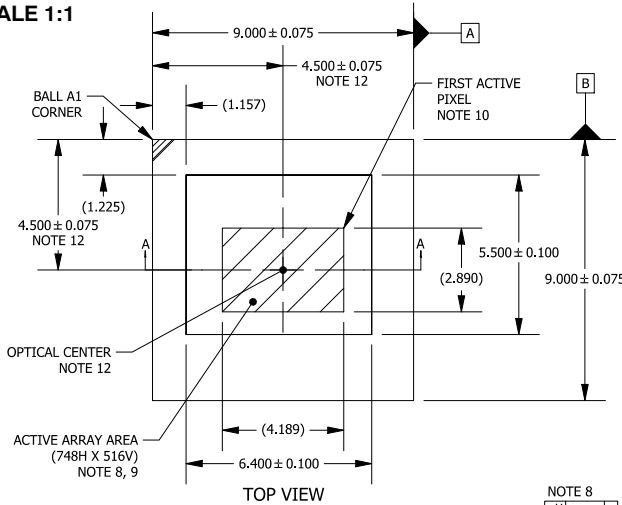 ALE 1:1
9.000 ± 0.075
A
4.500 ± 0.075
NOTE 12
BALL A1
CORNER
(1.157)
FIRST ACTIVE
PIXEL
NOTE 10
B
(1.225)
4.500 ± 0.075
NOTE 12
A
A
5.500 ± 0.100
(2.890)
9.000 ± 0.075
OPTICAL CENTER
NOTE 12
(4.189)
ACTIVE ARRAY AREA
(748H X 516V)
NOTE 8, 9
6.400 ± 0.100
TOP VIEW
NOTE 8